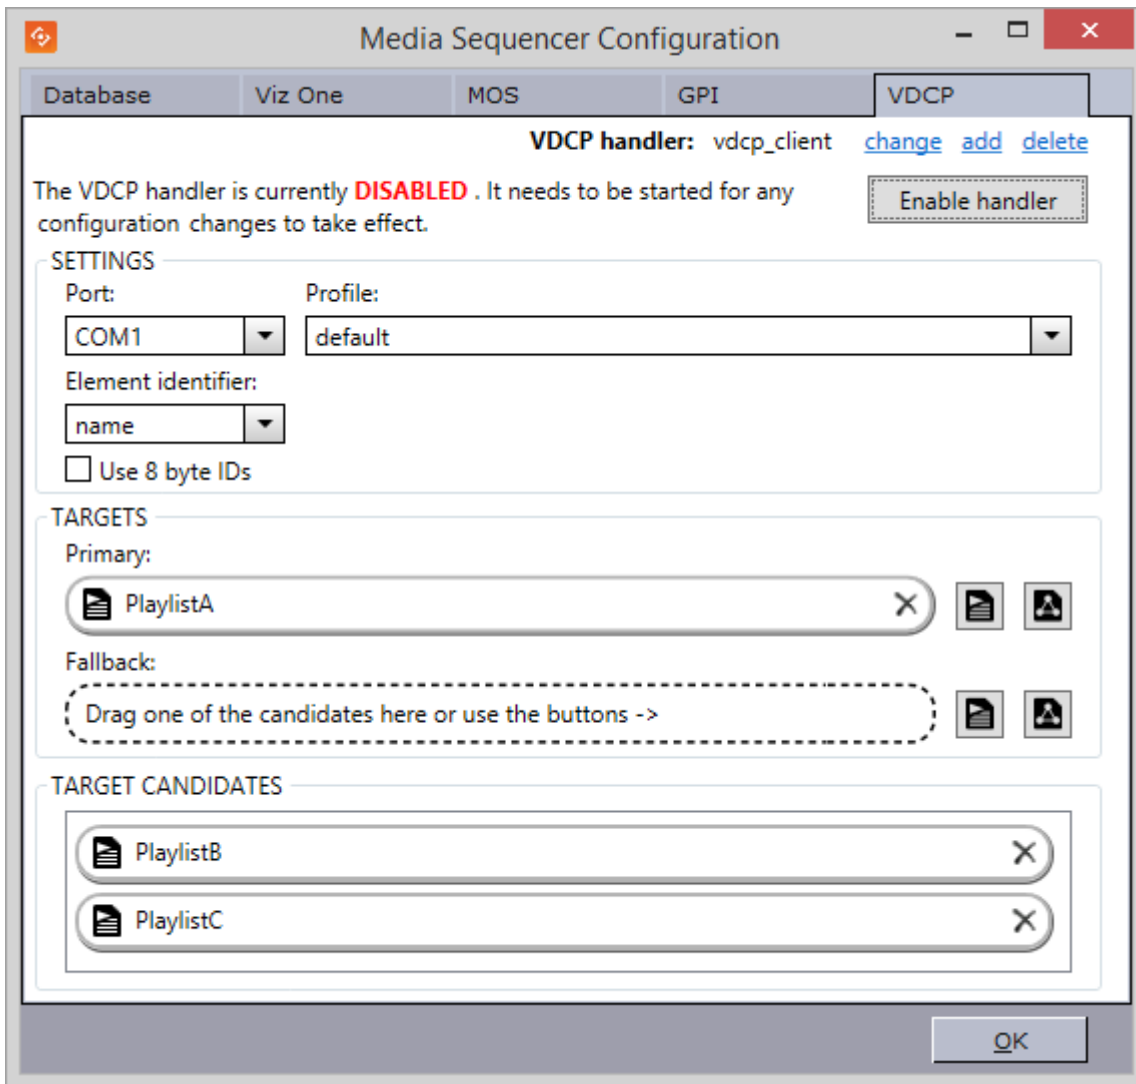 Media Sequencer Configuration
Database Viz One MOS GPI VDCP
VDCP handler: vdcp_client change add delete
The VDCP handler is currently DISABLED . It needs to be started for any
configuration changes to take effect.
Enable handler
SETTINGS
Port: Profile:
COM1 default
Element identifier:
name
Use 8 byte IDs
TARGETS
Primary:
PlaylistA
Fallback:
Drag one of the candidates here or use the buttons ->
TARGET CANDIDATES
PlaylistB
PlaylistC
OK